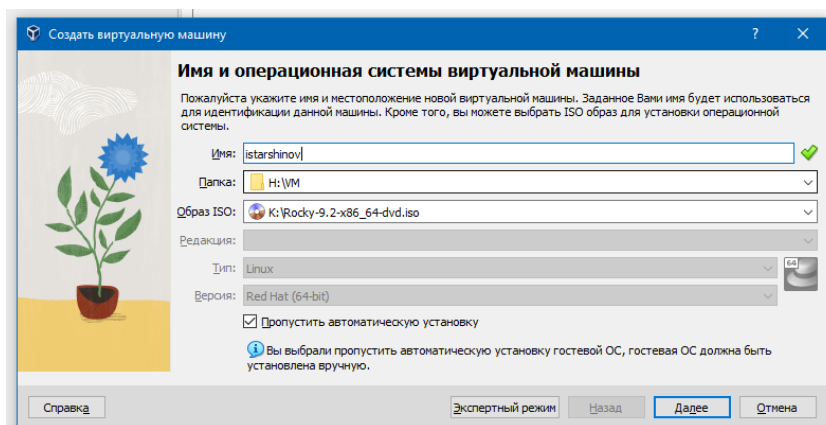 Создать виртуальную машину
Имя и операционная системы виртуальной машины
Пожалуйста укажите имя и местоположение новой виртуальной машины. Заданное Вами имя будет использоваться
для идентификации данной машины. Кроме того, вы можете выбрать ISO образ для установки операционной
системы.
Имя: istarshinov
Папка: H:\VM
Образ ISO: K:\Rocky-9.2-x86_64-dvd.iso
Редакция:
Тип: Linux
64
Версия: Red Hat (64-bit)
Пропустить автоматическую установку
Вы выбрали пропустить автоматическую установку гостевой ОС, гостевая ОС должна быть
установлена вручную.
Справка Экспертный режим Назад Далее Отмена